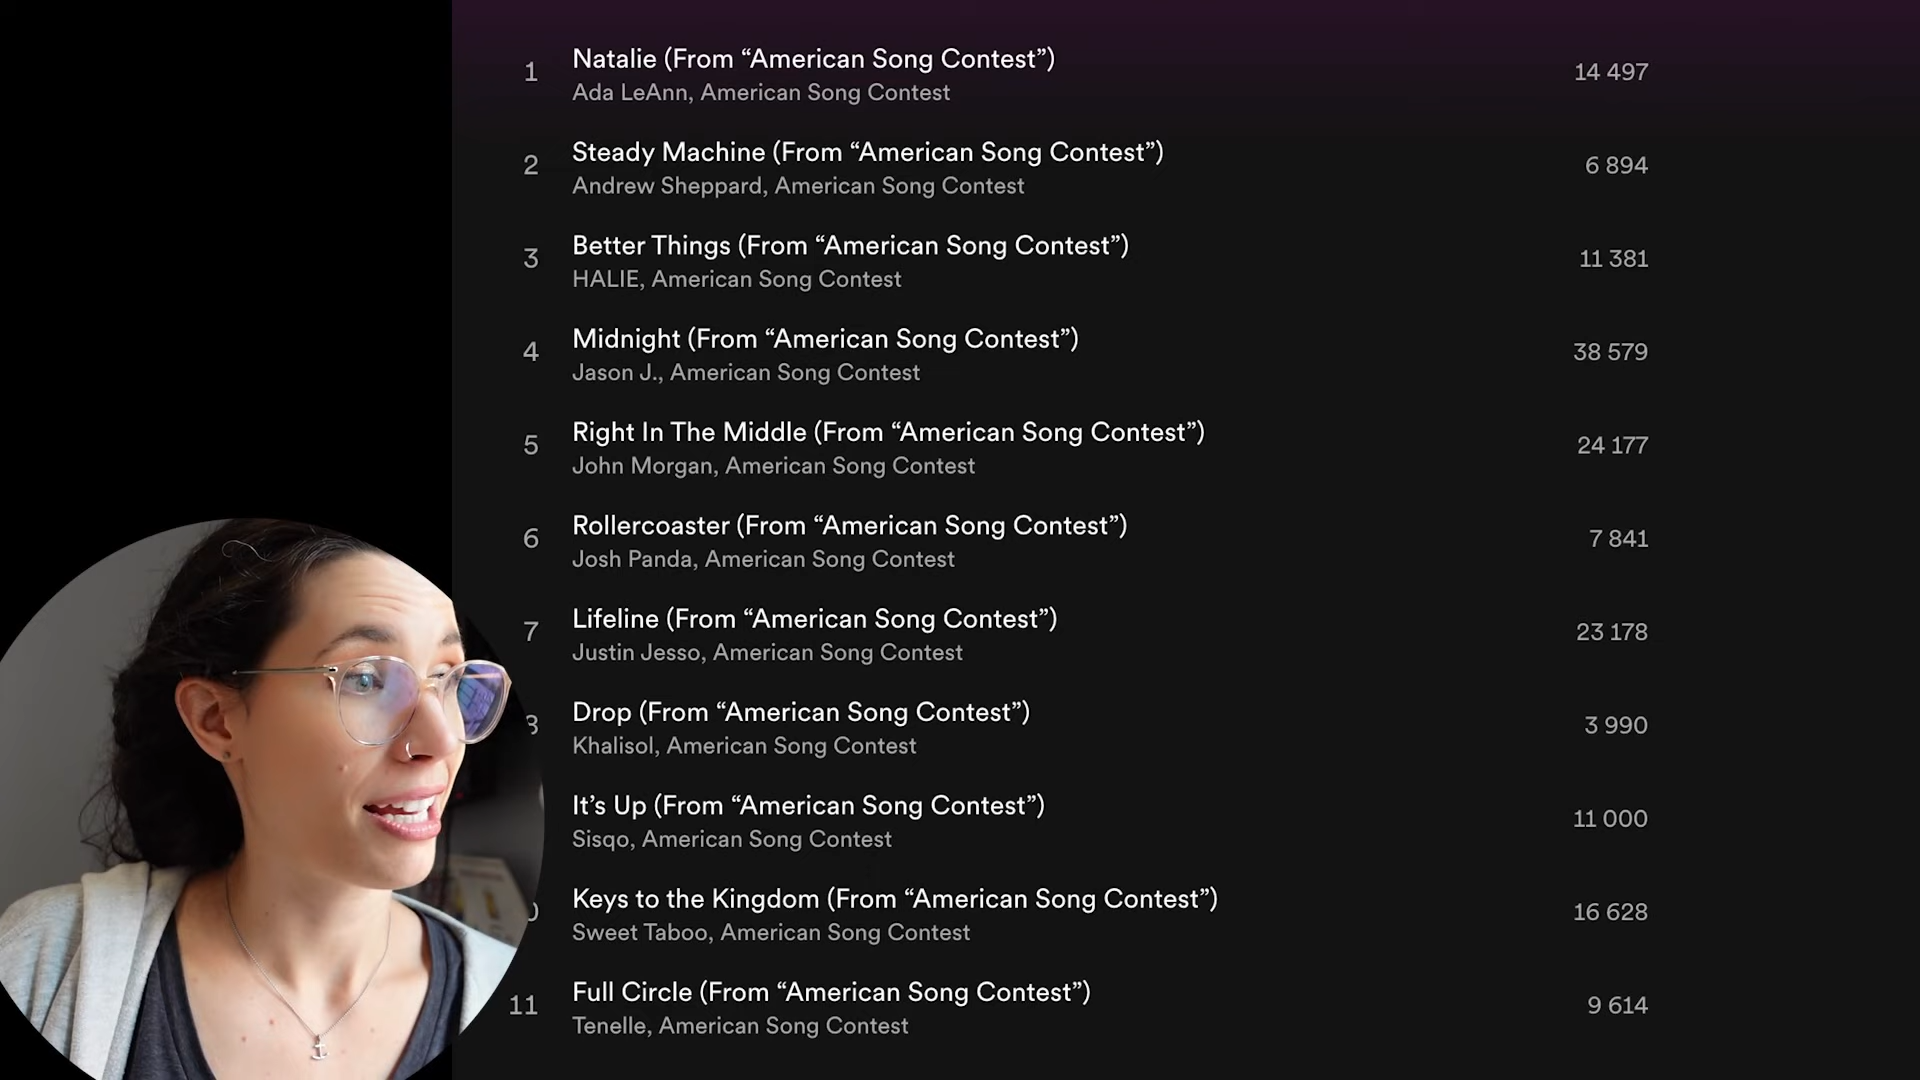 1
Natalie (From “American Song Contest”)
Ada LeAnn, American Song Contest
14 497
2
Steady Machine (From “American Song Contest”)
Andrew Sheppard, American Song Contest
6 894
3
Better Things (From “American Song Contest”)
HALIE, American Song Contest
11 381
4
Midnight (From “American Song Contest”)
Jason J., American Song Contest
38 579
5
Right In The Middle (From “American Song Contest”)
John Morgan, American Song Contest
24 177
6
Rollercoaster (From “American Song Contest”)
Josh Panda, American Song Contest
7 841
7
Lifeline (From “American Song Contest”)
Justin Jesso, American Song Contest
23 178
8
Drop (From “American Song Contest”)
Khalisol, American Song Contest
3 990
It’s Up (From “American Song Contest”)
Sisqo, American Song Contest
11 000
Keys to the Kingdom (From “American Song Contest”)
Sweet Taboo, American Song Contest
16 628
11
Full Circle (From “American Song Contest”)
Tenelle, American Song Contest
9 614